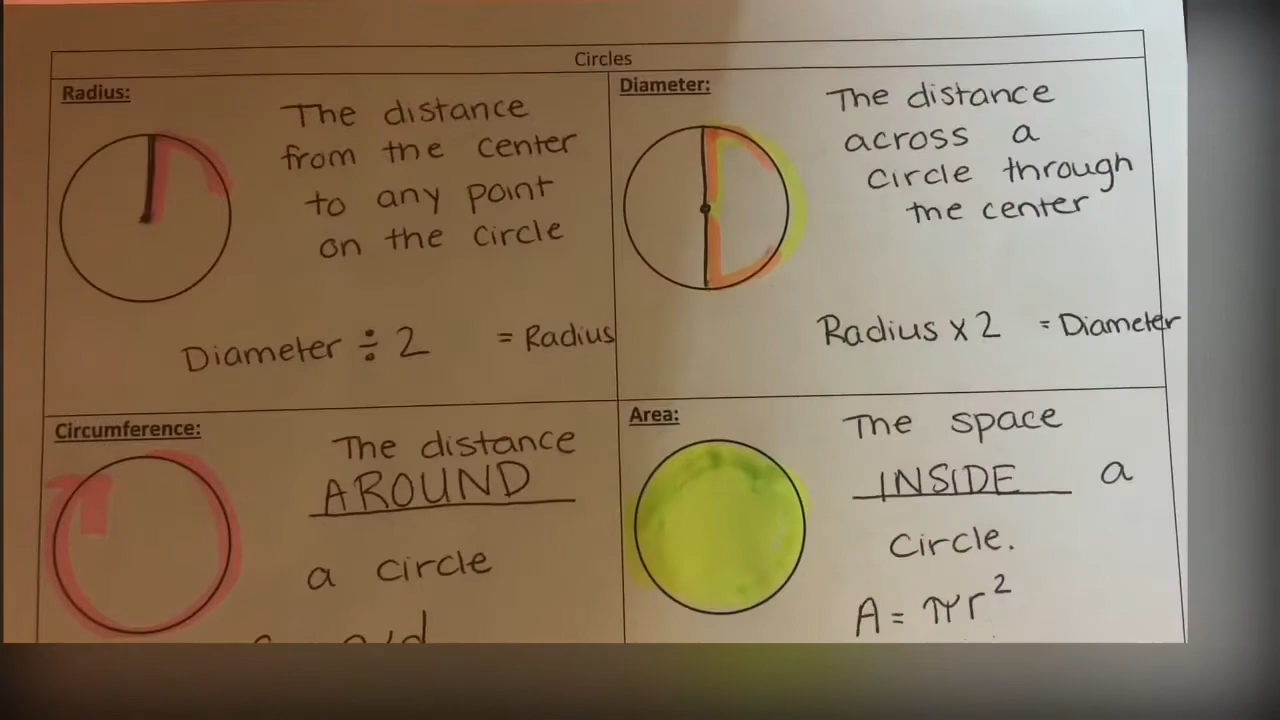 Circles
Radius:
The distance
from the center
to any point
on the circle
Diameter ÷ 2 = Radius
Diameter:
The distance
across a
circle through
the center
Radius x 2 = Diameter
Circumference:
The distance
AROUND
a circle
Area:
The space
INSIDE a
circle.
A = πr²